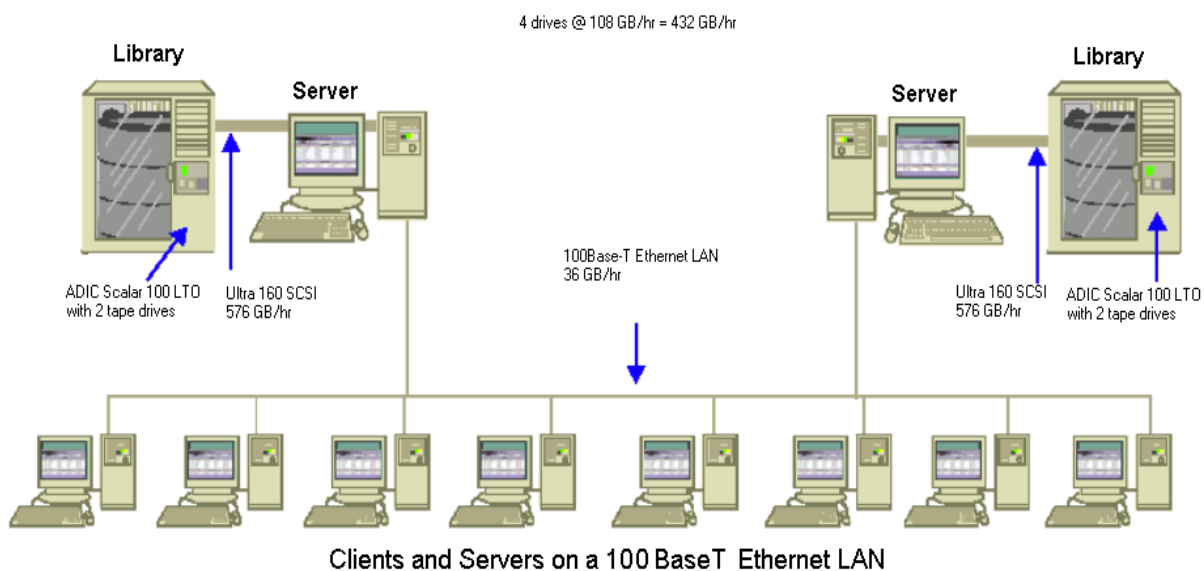 4 drives @ 108 GB/hr = 432 GB/hr
Library
Server
Server
Library
100Base-T Ethernet LAN
36 GB/hr
ADIC Scalar 100 LTO
with 2 tape drives
Ultra 160 SCSI
576 GB/hr
Ultra 160 SCSI
576 GB/hr
ADIC Scalar 100 LTO
with 2 tape drives
Clients and Servers on a 100 BaseT Ethernet LAN